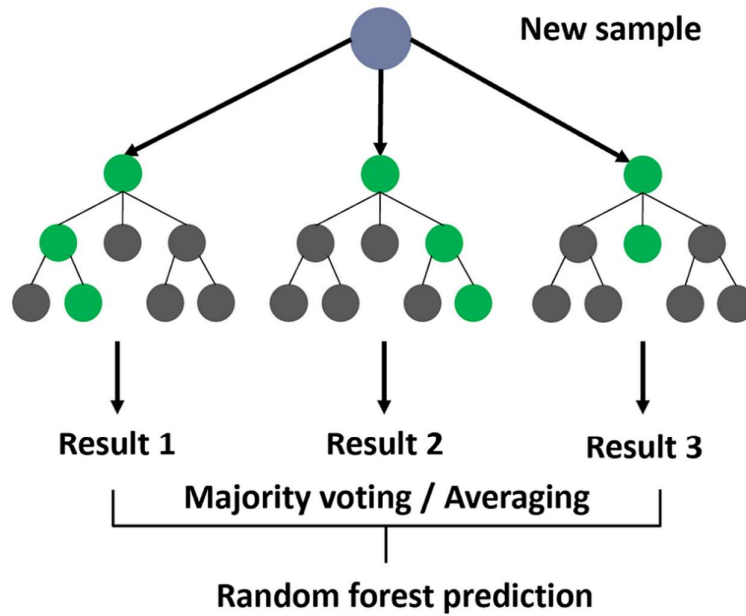 New sample
Result 1
Result 2
Result 3
Majority voting / Averaging
Random forest prediction